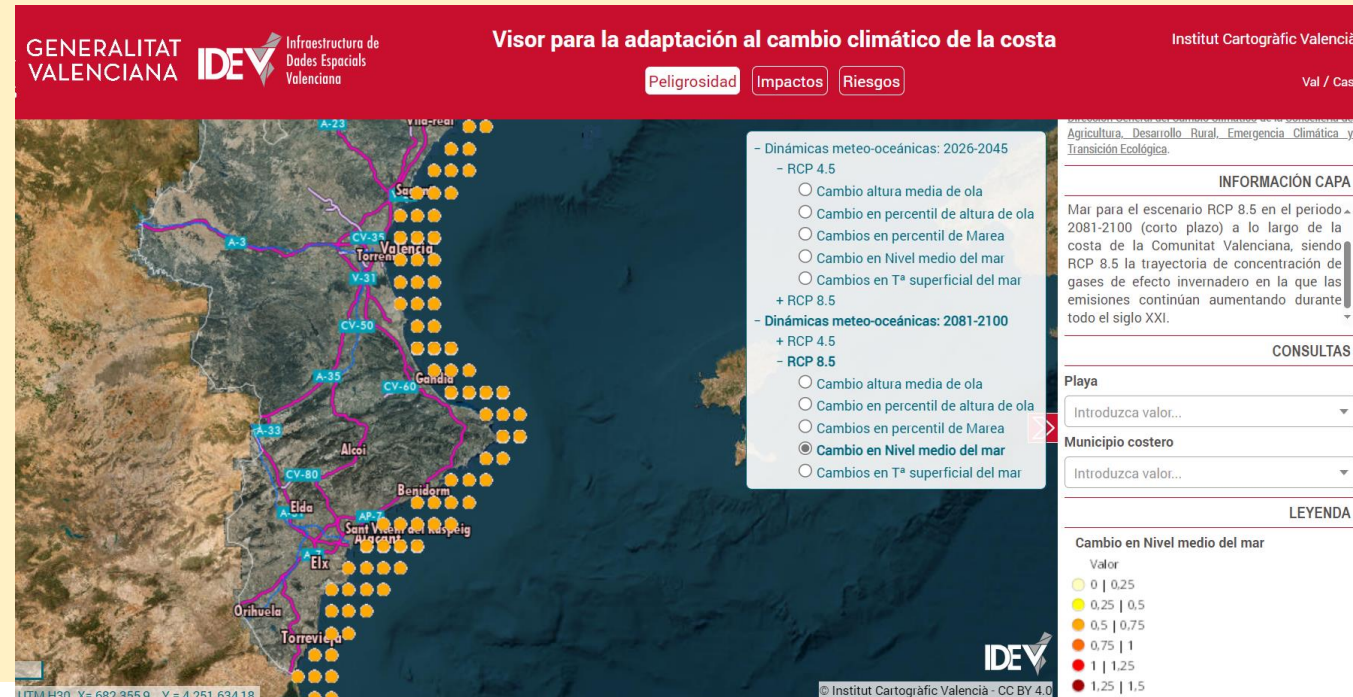 GENERALITAT
VALENCIANA
IDEV
Infraestructura de
Dades Espacials
Valenciana
Visor para la adaptación al cambio climático de la costa
Institut Cartogràfic Valencià
Peligrosidad
Impactos
Riesgos
Val / Cas
A-23
Vila-real
A-3
CV-35
Valencia
Torrent
V-31
CV-50
A-35
Gandia
CV-60
A-33
Alcoi
CV-80
Benidorm
Elda
AP-7
Sant Vicent del Raspeig
Alacant
A-7
Elx
Orihuela
Torrevieja
− Dinámicas meteo-oceánicas: 2026-2045
− RCP 4.5
Cambio altura media de ola
Cambio en percentil de altura de ola
Cambios en percentil de Marea
Cambio en Nivel medio del mar
Cambios en Tª superficial del mar
+ RCP 8.5
− Dinámicas meteo-oceánicas: 2081-2100
+ RCP 4.5
− RCP 8.5
Cambio altura media de ola
Cambio en percentil de altura de ola
Cambios en percentil de Marea
Cambio en Nivel medio del mar
Cambios en Tª superficial del mar
Agricultura, Desarrollo Rural, Emergencia Climática y
Transición Ecológica.
INFORMACIÓN CAPA
Mar para el escenario RCP 8.5 en el periodo
2081-2100 (corto plazo) a lo largo de la
costa de la Comunitat Valenciana, siendo
RCP 8.5 la trayectoria de concentración de
gases de efecto invernadero en la que las
emisiones continúan aumentando durante
todo el siglo XXI.
CONSULTAS
Playa
Introduzca valor...
Municipio costero
Introduzca valor...
LEYENDA
Cambio en Nivel medio del mar
Valor
0 | 0,25
0,25 | 0,5
0,5 | 0,75
0,75 | 1
1 | 1,25
1,25 | 1,5
IDEV
© Institut Cartogràfic Valencià - CC BY 4.0
UTM H30 X= 682.355,9 Y = 4.251.634,18